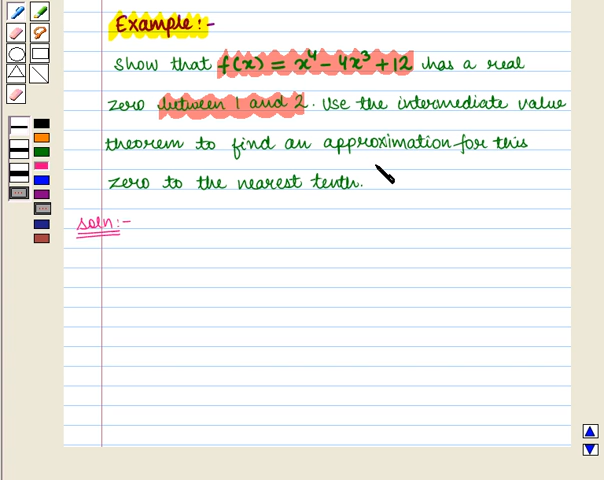 Example:-
Show that f(x) = x⁴ - 4x³ + 12 has a real
zero between 1 and 2. Use the intermediate value
theorem to find an approximation for this
zero to the nearest tenth.
Soln:-